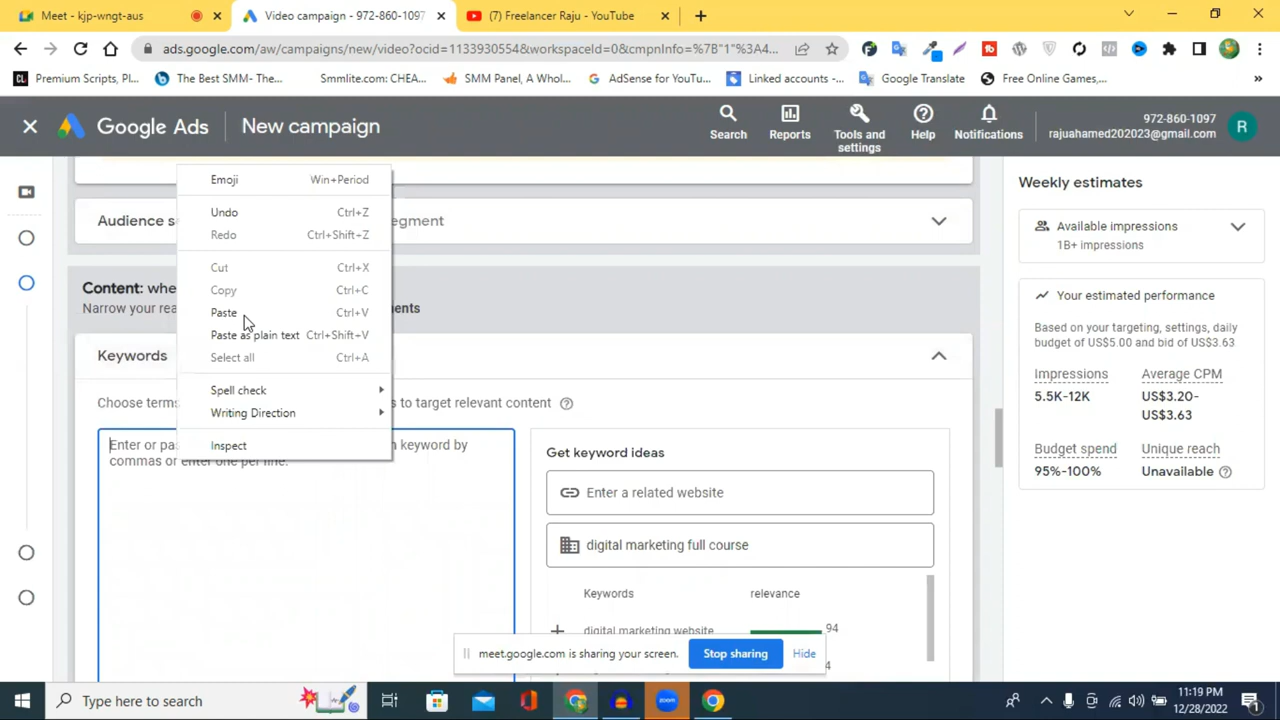 Meet - kjp-wngt-aus
Video campaign - 972-860-1097
(7) Freelancer Raju - YouTube
ads.google.com/aw/campaigns/new/video?ocid=1133930554&workspaceId=0&cmpnInfo=%7B"1"%3A4...
Premium Scripts, Pl...
The Best SMM- The...
Smmlite.com: CHEA...
SMM Panel, A Whol...
AdSense for YouTu...
Linked accounts -...
Google Translate
Free Online Games,...
Google Ads
New campaign
Search
Reports
Tools and settings
Help
Notifications
972-860-1097
rajuahamed202023@gmail.com
R
Emoji Win+Period
Undo Ctrl+Z
Redo Ctrl+Shift+Z
Cut Ctrl+X
Copy Ctrl+C
Paste Ctrl+V
Paste as plain text Ctrl+Shift+V
Select all Ctrl+A
Spell check
Writing Direction
Inspect
Audience s
egment
Content: whe
Narrow your rea
ents
Keywords
Choose term
s to target relevant content
Enter or pa
n keyword by
commas or enter one per line.
Get keyword ideas
Enter a related website
digital marketing full course
Keywords relevance
digital marketing website 94
4
Weekly estimates
Available impressions
1B+ impressions
Your estimated performance
Based on your targeting, settings, daily
budget of US$5.00 and bid of US$3.63
Impressions
5.5K-12K
Average CPM
US$3.20-
US$3.63
Budget spend
95%-100%
Unique reach
Unavailable
meet.google.com is sharing your screen.
Stop sharing
Hide
Type here to search
11:19 PM
12/28/2022
1